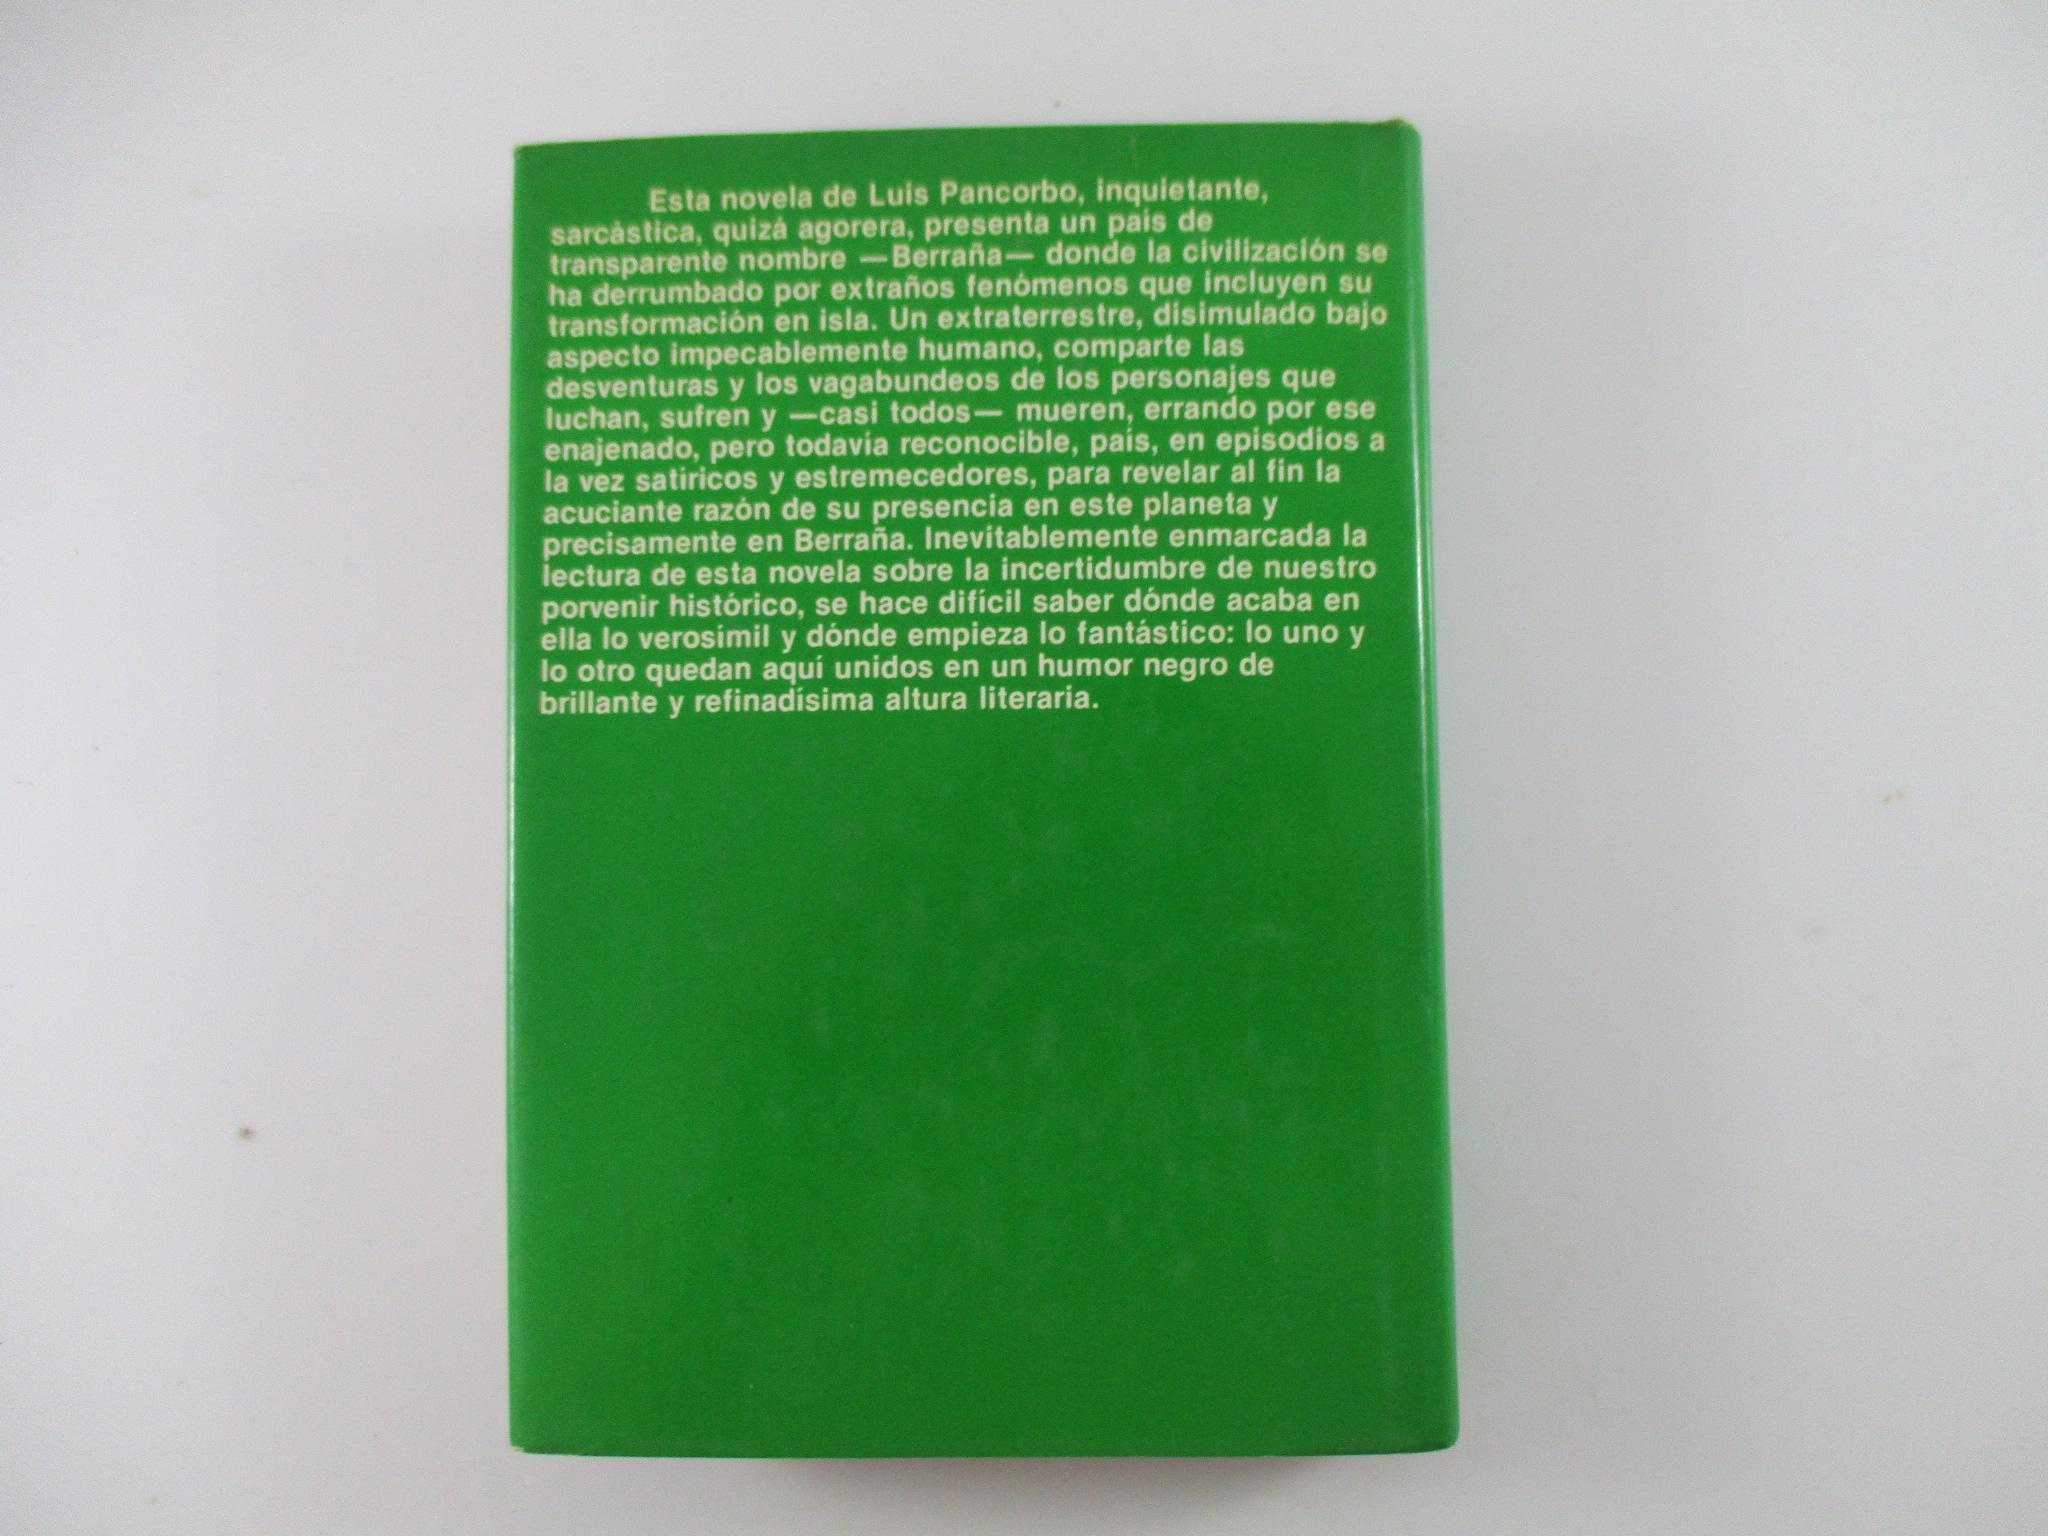 Esta novela de Luis Pancorbo, inquietante,
sarcástica, quizá agorera, presenta un país de
transparente nombre —Berraña— donde la civilización se
ha derrumbado por extraños fenómenos que incluyen su
transformación en isla. Un extraterrestre, disimulado bajo
aspecto impecablemente humano, comparte las
desventuras y los vagabundeos de los personajes que
luchan, sufren y —casi todos— mueren, errando por ese
enajenado, pero todavía reconocible, país, en episodios a
la vez satíricos y estremecedores, para revelar al fin la
acuciante razón de su presencia en este planeta y
precisamente en Berraña. Inevitablemente enmarcada la
lectura de esta novela sobre la incertidumbre de nuestro
porvenir histórico, se hace difícil saber dónde acaba en
ella lo verosímil y dónde empieza lo fantástico: lo uno y
lo otro quedan aquí unidos en un humor negro de
brillante y refinadísima altura literaria.